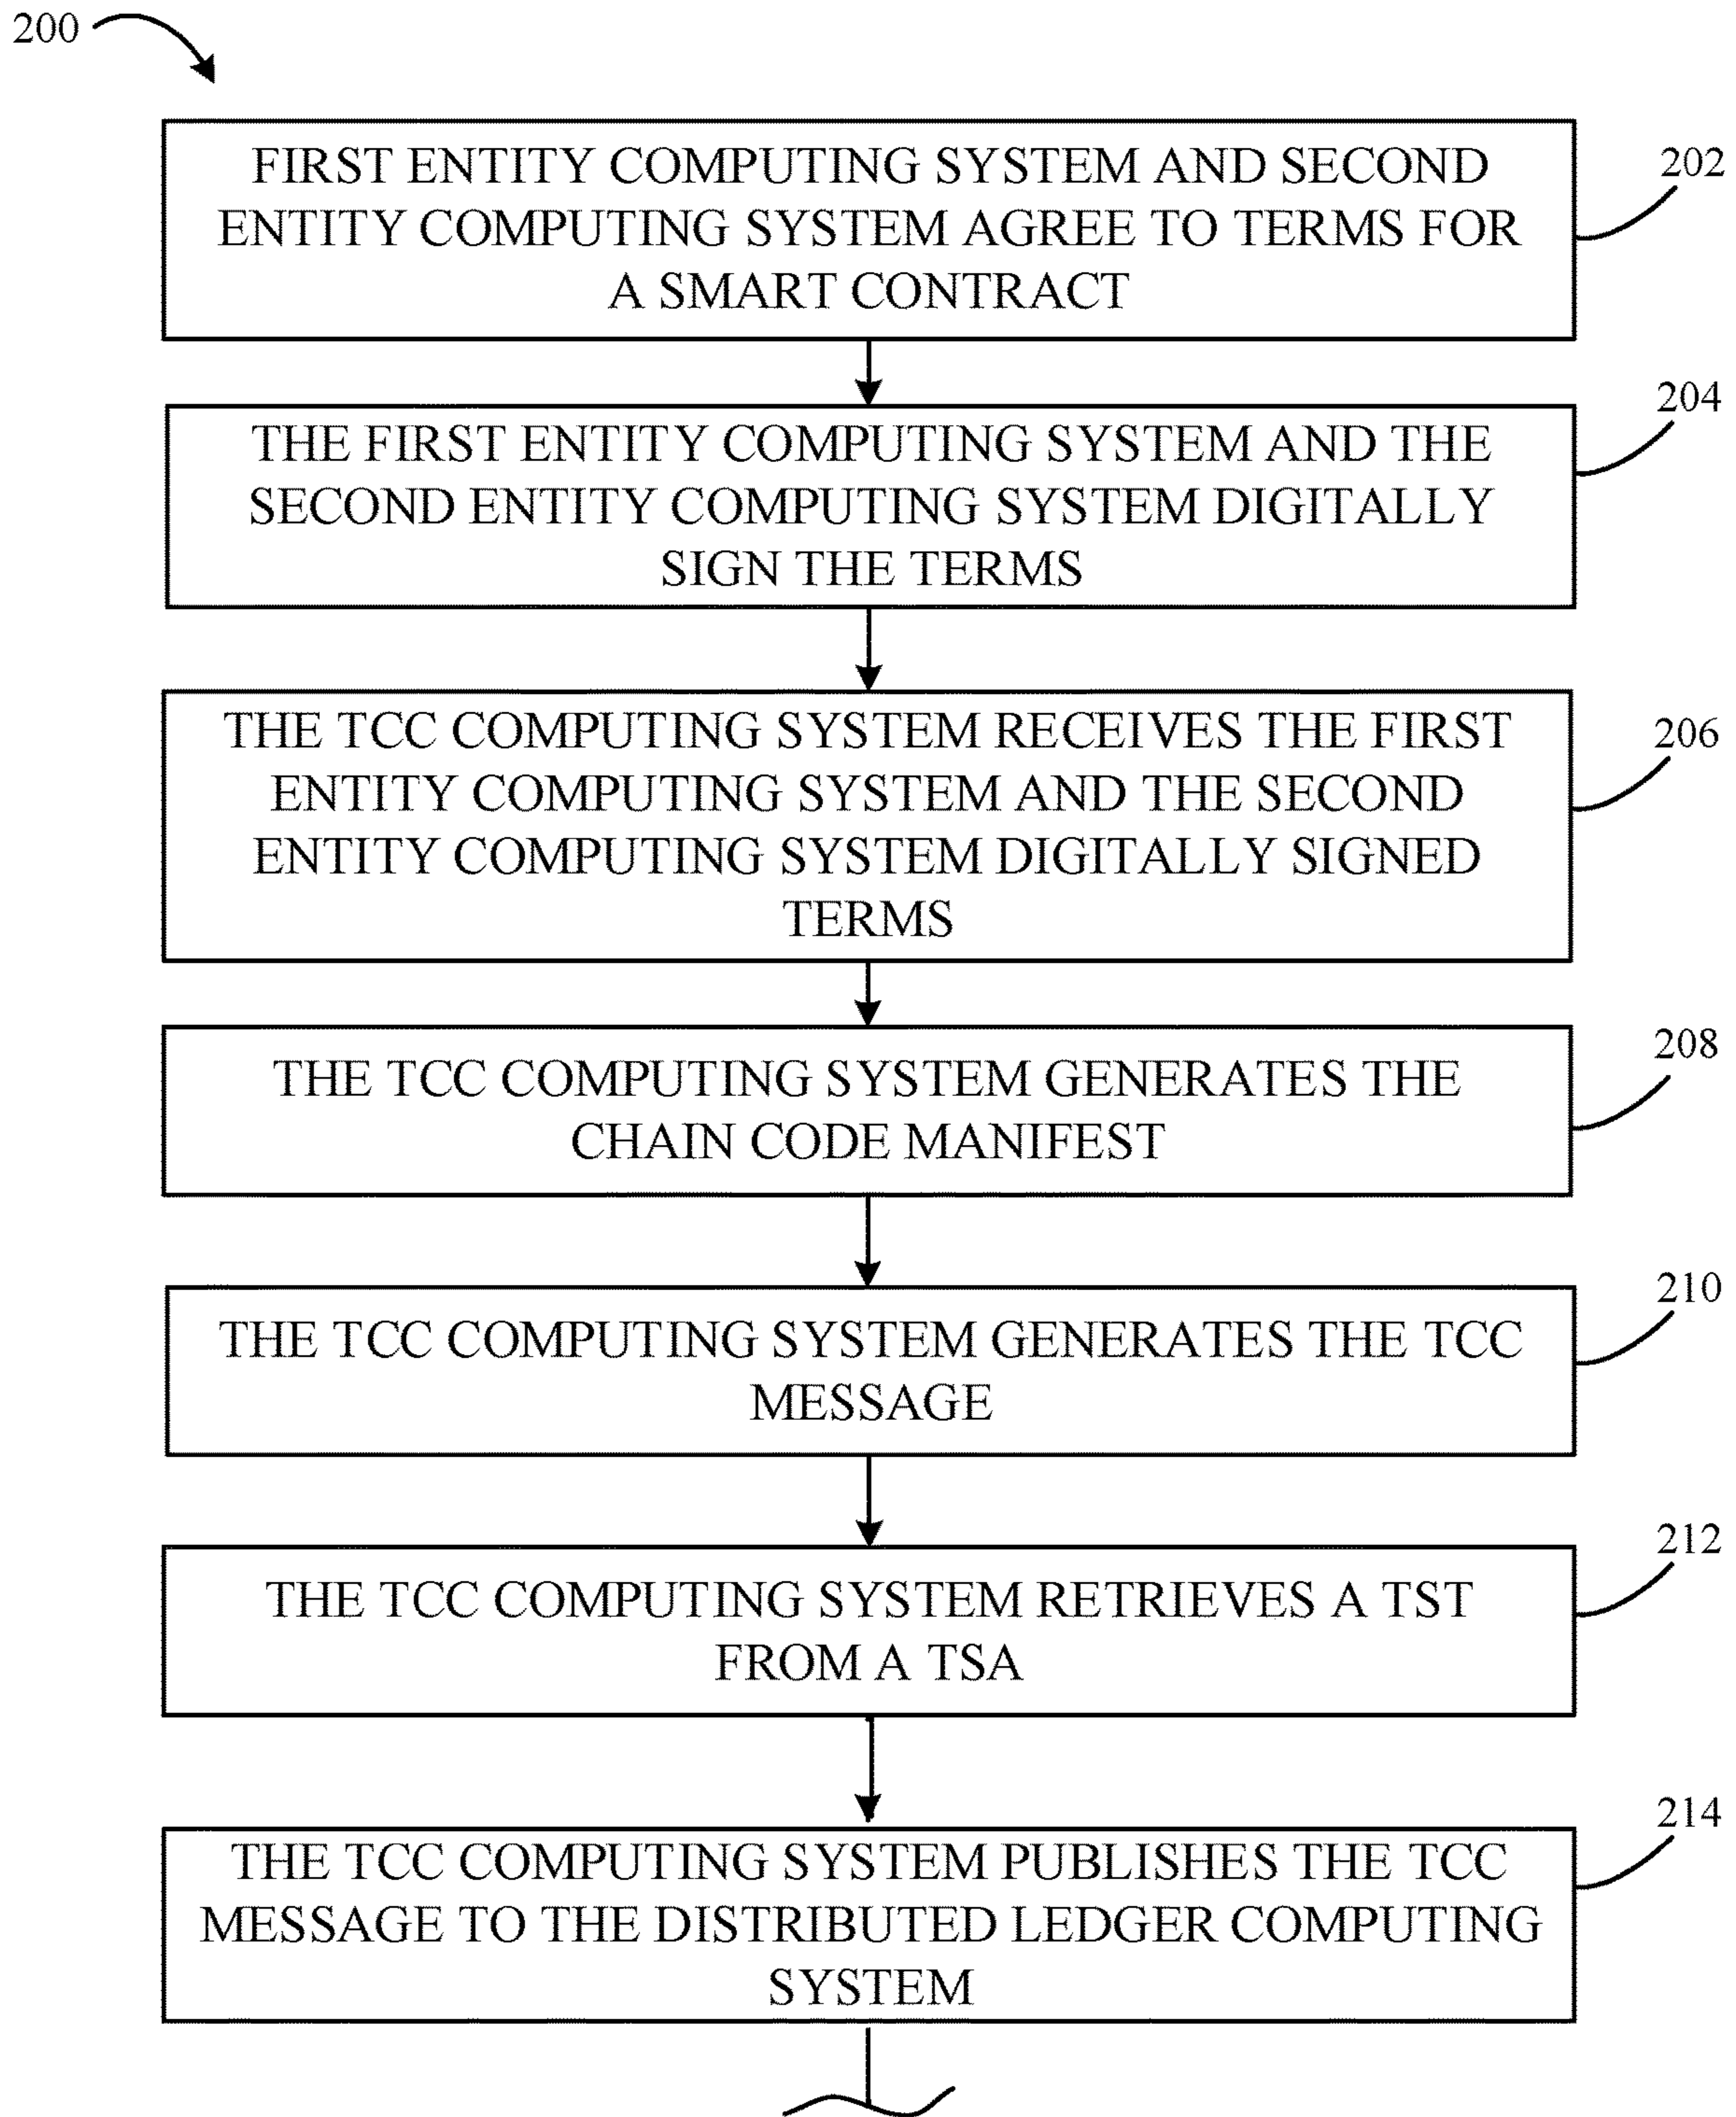 200
FIRST ENTITY COMPUTING SYSTEM AND SECOND
ENTITY COMPUTING SYSTEM AGREE TO TERMS FOR
A SMART CONTRACT
202
THE FIRST ENTITY COMPUTING SYSTEM AND THE
SECOND ENTITY COMPUTING SYSTEM DIGITALLY
SIGN THE TERMS
204
THE TCC COMPUTING SYSTEM RECEIVES THE FIRST
ENTITY COMPUTING SYSTEM AND THE SECOND
ENTITY COMPUTING SYSTEM DIGITALLY SIGNED
TERMS
206
THE TCC COMPUTING SYSTEM GENERATES THE
CHAIN CODE MANIFEST
208
THE TCC COMPUTING SYSTEM GENERATES THE TCC
MESSAGE
210
THE TCC COMPUTING SYSTEM RETRIEVES A TST
FROM A TSA
212
THE TCC COMPUTING SYSTEM PUBLISHES THE TCC
MESSAGE TO THE DISTRIBUTED LEDGER COMPUTING
SYSTEM
214